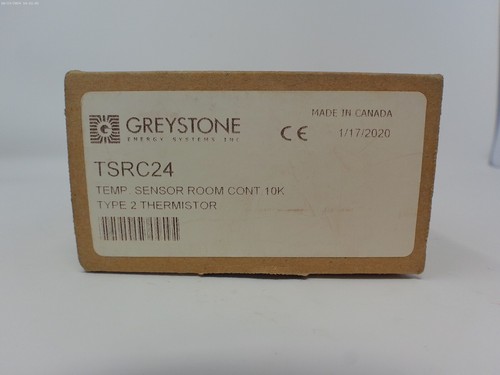 GREYSTONE
ENERGY SYSTEMS INC
MADE IN CANADA
CE
1/17/2020
TSRC24
TEMP. SENSOR ROOM CONT. 10K
TYPE 2 THERMISTOR